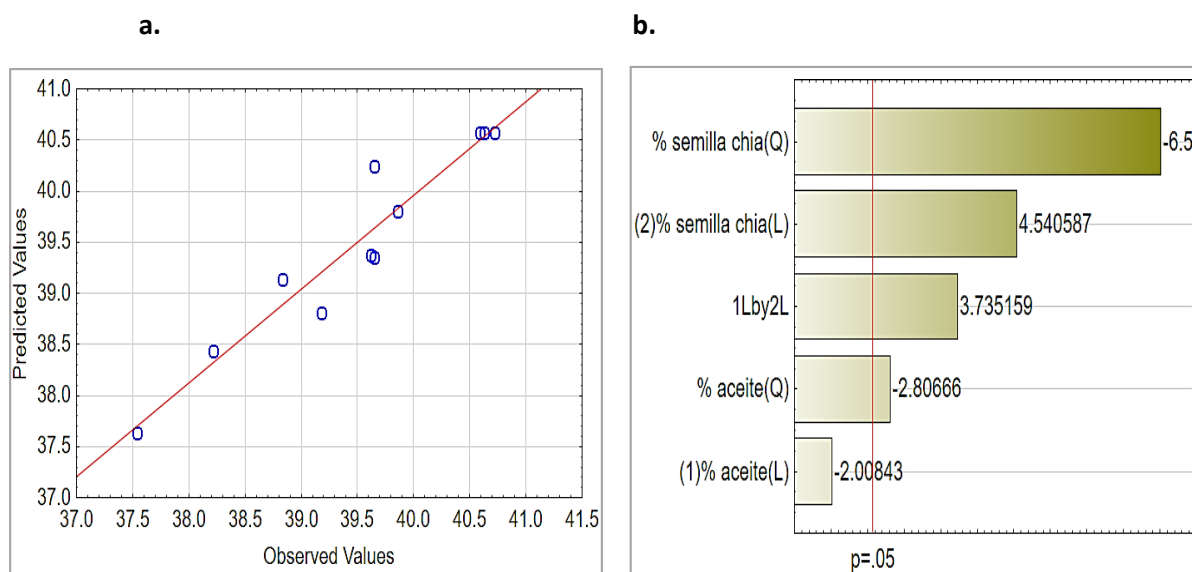 a.
b.
41.0
40.5
40.0
39.5
39.0
38.5
38.0
37.5
37.0
Predicted Values
37.0 37.5 38.0 38.5 39.0 39.5 40.0 40.5 41.0 41.5
Observed Values
% semilla chia(Q)
-6.5
(2)% semilla chia(L)
4.540587
1Lby2L
3.735159
% aceite(Q)
-2.80666
(1)% aceite(L)
-2.00843
p=.05